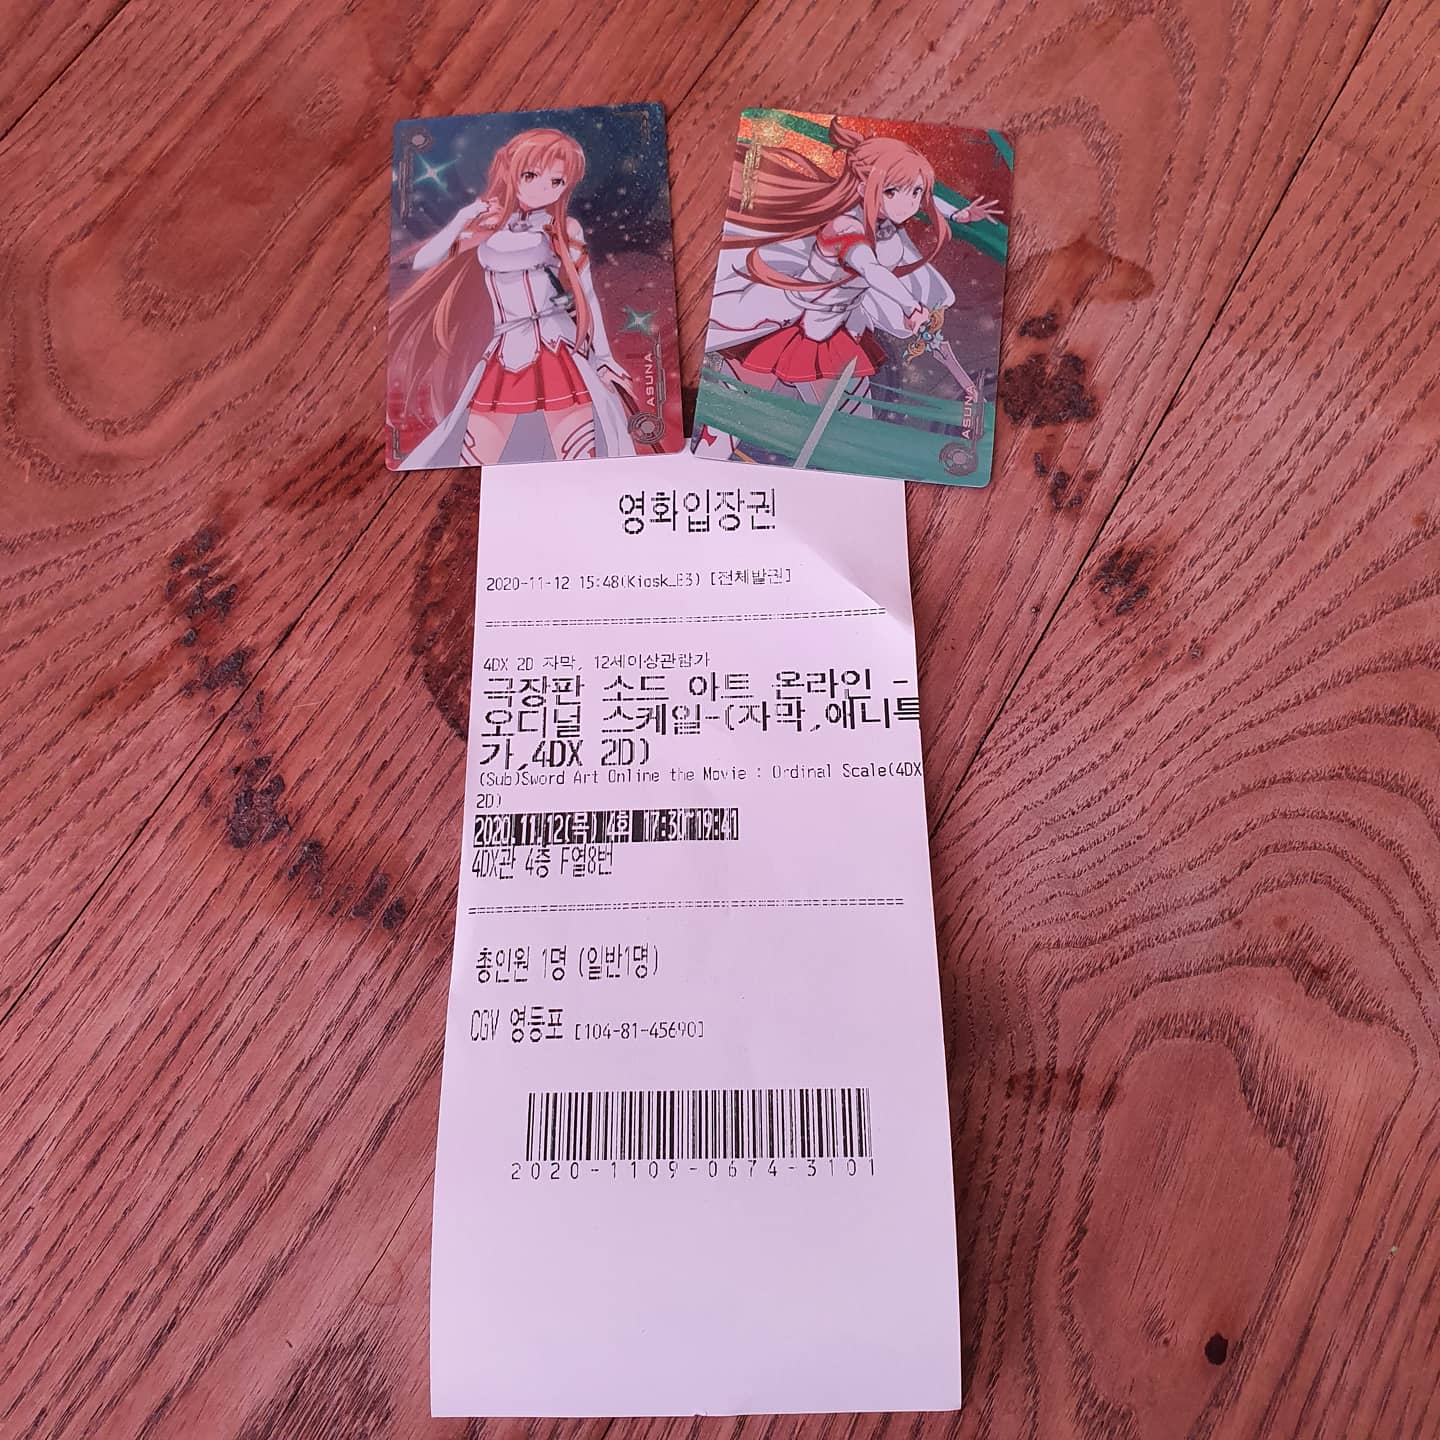 ASUNA
ASUNA
영화입장권
2020-11-12 15:48(Kiosk_B3) [전체발권]
4DX 2D 자막, 12세이상관람가
극장판 소드 아트 온라인 -
오디널 스케일-(자막,애니특
가,4DX 2D)
(Sub)Sword Art Online the Movie : Ordinal Scale(4DX
2D)
2020.11.12(목) 4회 17:30~19:41
4DX관 4층 F열8번
총인원 1명 (일반1명)
CGV 영등포 [104-81-45690]
2020-1109-0674-3101